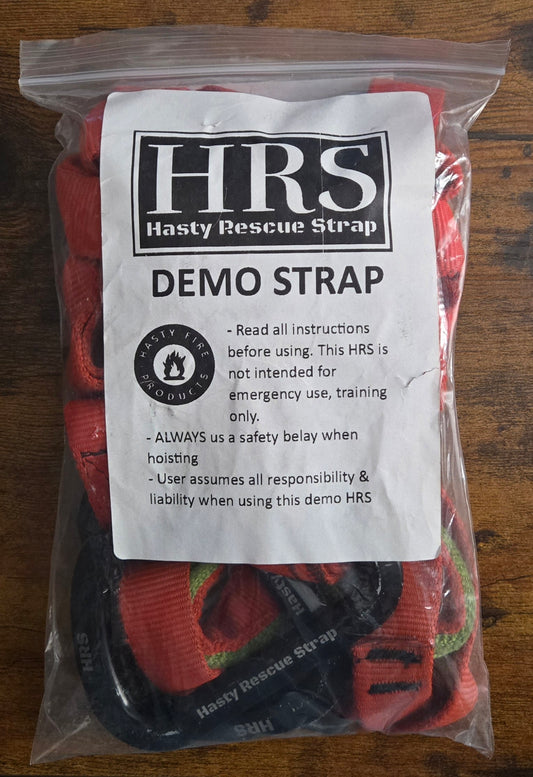 HRS
Hasty Rescue Strap
DEMO STRAP
HASTY FIRE PRODUCTS
- Read all instructions
before using. This HRS is
not intended for
emergency use, training
only.
- ALWAYS us a safety belay when
hoisting
- User assumes all responsibility &
liability when using this demo HRS
HRS
Hasty Rescue Strap
HRS
Hasty